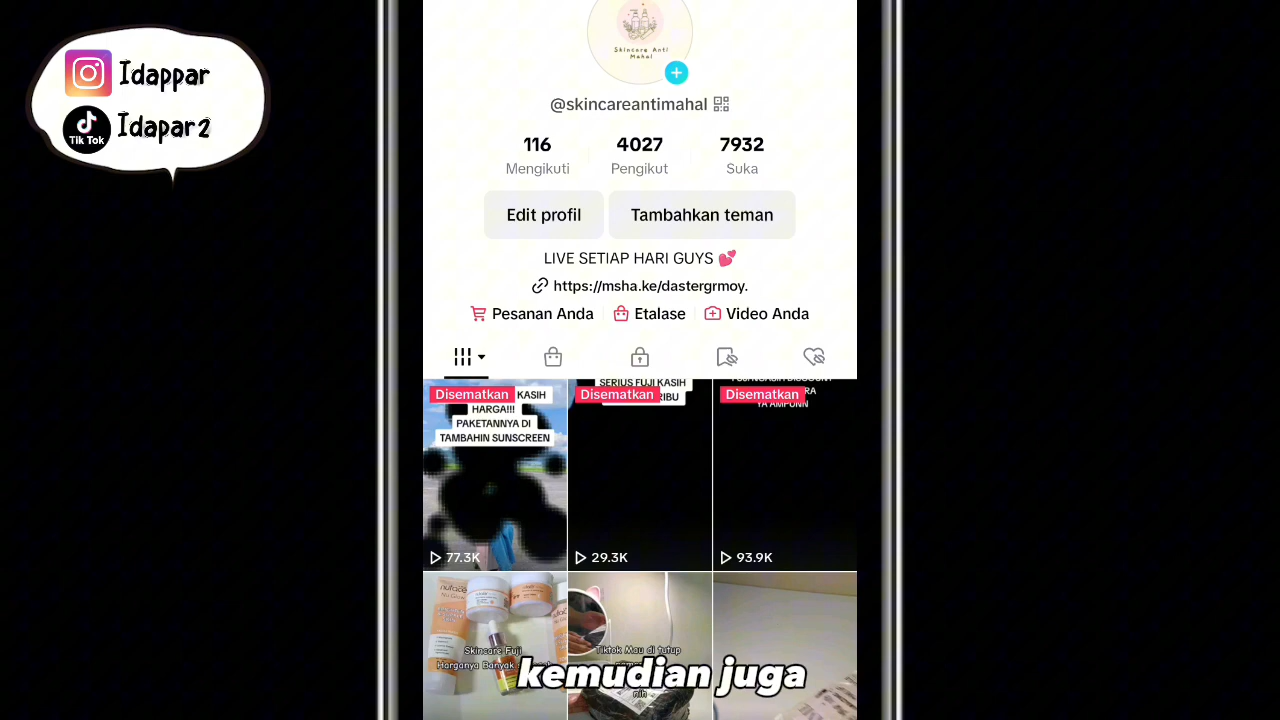 Idappar
Tik Tok
Idapar2
Skincare Anti
Mahal
@skincareantimahal
116
4027
7932
Mengikuti
Pengikut
Suka
Edit profil
Tambahkan teman
LIVE SETIAP HARI GUYS
https://msha.ke/dastergrmoy.
Pesanan Anda
Etalase
Video Anda
Disematkan
KASIH
HARGA!!!
PAKETANNYA DI
TAMBAHIN SUNSCREEN
77.3K
SERIUS FUJI KASIH
Disematkan
RIBU
29.3K
Disematkan
YA AMPUNN
93.9K
nuface
Skincare Fuji
Harganya Banyak
Tiktok Mau di tutup
nih
kemudian juga